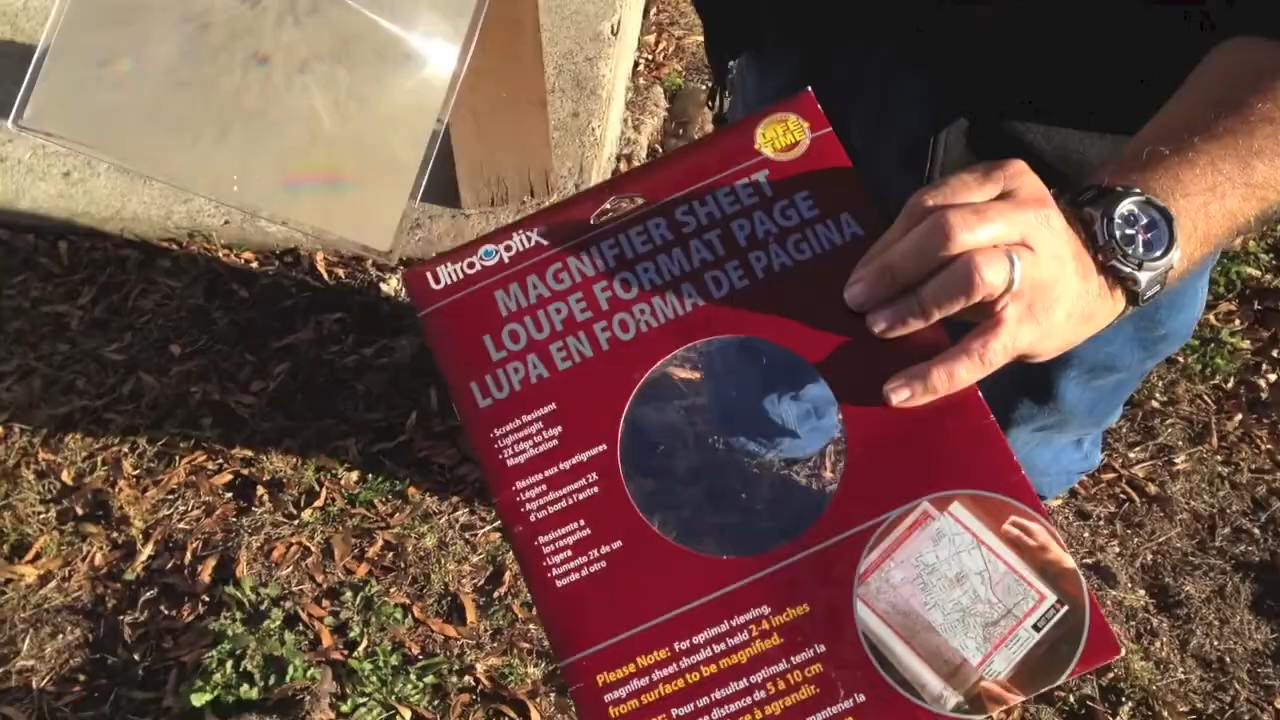 LIFE
TIME
UltraOptix
MAGNIFIER SHEET
LOUPE FORMAT PAGE
LUPA EN FORMA DE PÁGINA
• Scratch Resistant
• Lightweight
• 2X Edge to Edge
Magnification
• Résiste aux égratignures
• Légère
• Agrandissement 2X
d'un bord à l'autre
• Resistente a
los rasguños
• Ligera
• Aumento 2X de un
borde al otro
Please Note: For optimal viewing,
magnifier sheet should be held 2-4 inches
from surface to be magnified.
Pour un résultat optimal, tenir la
distance de 5 à 10 cm
à agrandir.
mantener la